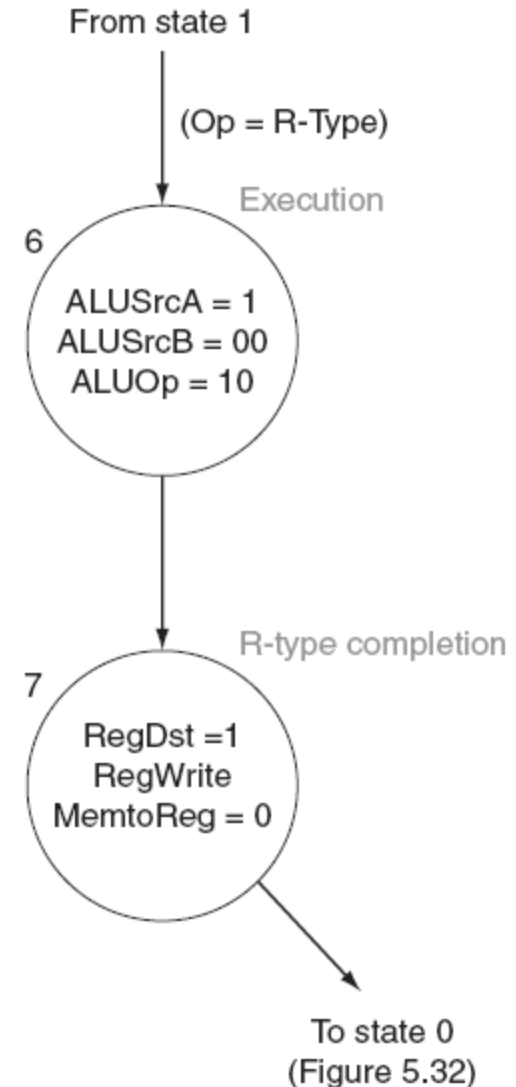 From state 1
(Op = R-Type)
Execution
6
ALUSrcA = 1
ALUSrcB = 00
ALUOp = 10
R-type completion
7
RegDst =1
RegWrite
MemtoReg = 0
To state 0
(Figure 5.32)